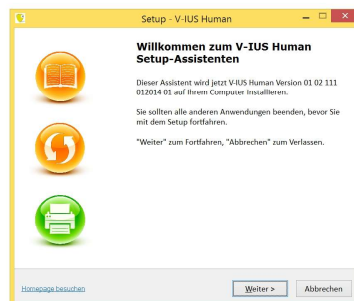 Setup - V-IUS Human
Willkommen zum V-IUS Human
Setup-Assistenten
Dieser Assistent wird jetzt V-IUS Human Version 01 02 111
012014 01 auf Ihrem Computer installieren.
Sie sollten alle anderen Anwendungen beenden, bevor Sie
mit dem Setup fortfahren.
"Weiter" zum Fortfahren, "Abbrechen" zum Verlassen.
Homepage besuchen
Weiter >
Abbrechen